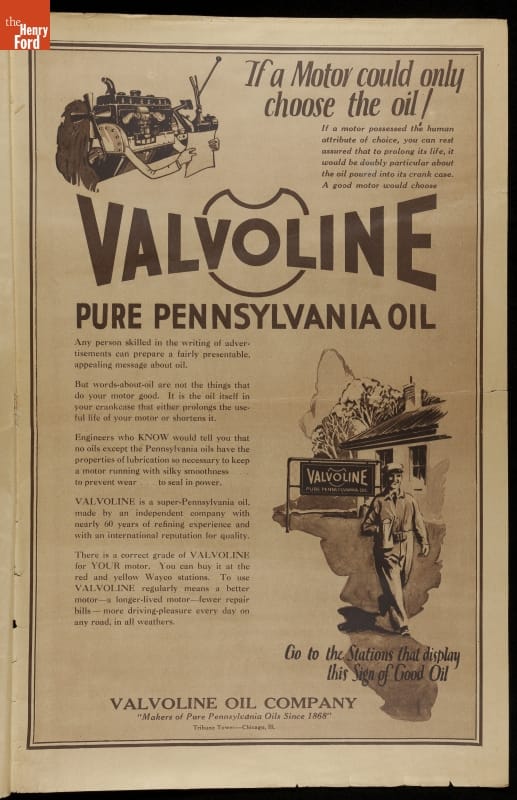 the
Henry
Ford
If a Motor could only
choose the oil!
If a motor possessed the human
attribute of choice, you can rest
assured that to prolong its life, it
would be doubly particular about
the oil poured into its crank case.
A good motor would choose
VALVOLINE
PURE PENNSYLVANIA OIL
Any person skilled in the writing of adver-
tisements can prepare a fairly presentable,
appealing message about oil.
But words-about-oil are not the things that
do your motor good. It is the oil itself in
your crankcase that either prolongs the use-
ful life of your motor or shortens it.
Engineers who KNOW would tell you that
no oils except the Pennsylvania oils have the
properties of lubrication so necessary to keep
a motor running with silky smoothness . . .
to prevent wear . . . to seal in power.
VALVOLINE is a super-Pennsylvania oil,
made by an independent company with
nearly 60 years of refining experience and
with an international reputation for quality.
There is a correct grade of VALVOLINE
for YOUR motor. You can buy it at the
red and yellow Wayco stations. To use
VALVOLINE regularly means a better
motor—a longer-lived motor—fewer repair
bills—more driving-pleasure every day on
any road, in all weathers.
VALVOLINE
PURE PENNSYLVANIA OIL
Go to the Stations that display
this Sign of Good Oil
VALVOLINE OIL COMPANY
"Makers of Pure Pennsylvania Oils Since 1868"
Tribune Tower—Chicago, Ill.